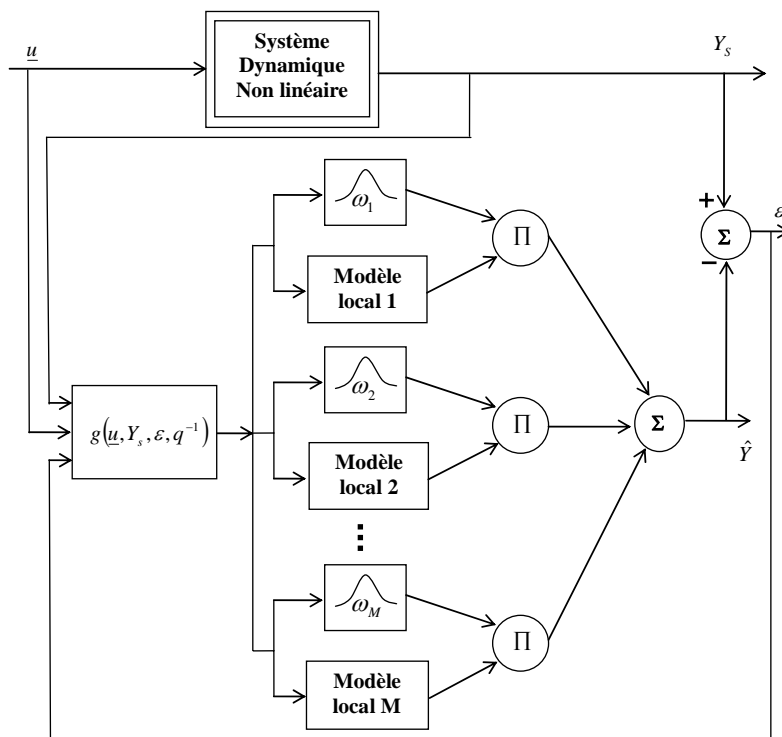 u
Système
Dynamique
Non linéaire
Y_s
ω_1
Π
+
Σ
ε
−
Modèle
local 1
ω_2
Π
g(u, Y_s, ε, q^{-1})
Σ
Ŷ
Modèle
local 2
⋮
ω_M
Π
Modèle
local M